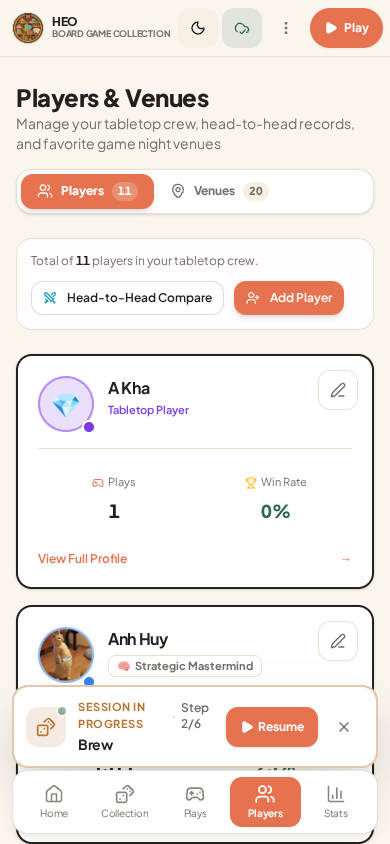 HEO
BOARD GAME COLLECTION
Play
Players & Venues
Manage your tabletop crew, head-to-head records,
and favorite game night venues
Players 11
Venues 20
Total of 11 players in your tabletop crew.
Head-to-Head Compare
Add Player
A Kha
Tabletop Player
Plays
Win Rate
1
0%
View Full Profile →
Anh Huy
Strategic Mastermind
SESSION IN
PROGRESS
· Step
2/6
Brew
Resume
Home
Collection
Plays
Players
Stats